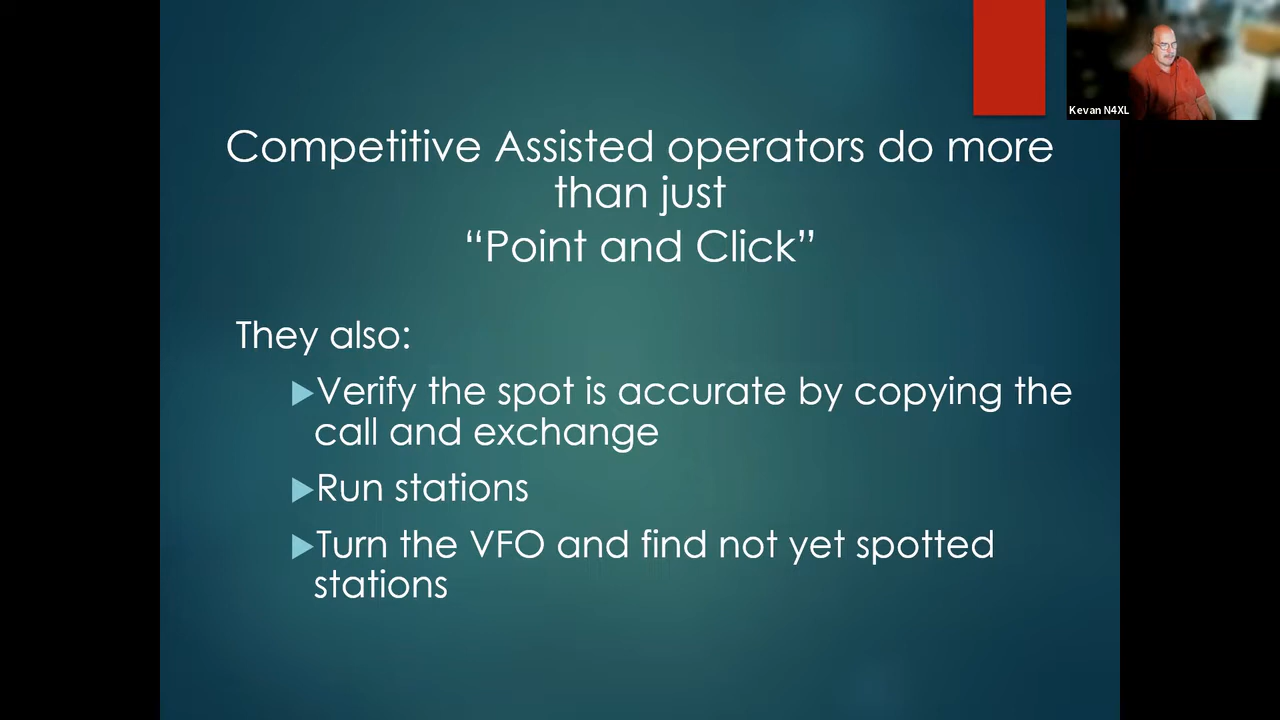 Kevan N4XL
Competitive Assisted operators do more
than just
“Point and Click”
They also:
Verify the spot is accurate by copying the
call and exchange
Run stations
Turn the VFO and find not yet spotted
stations